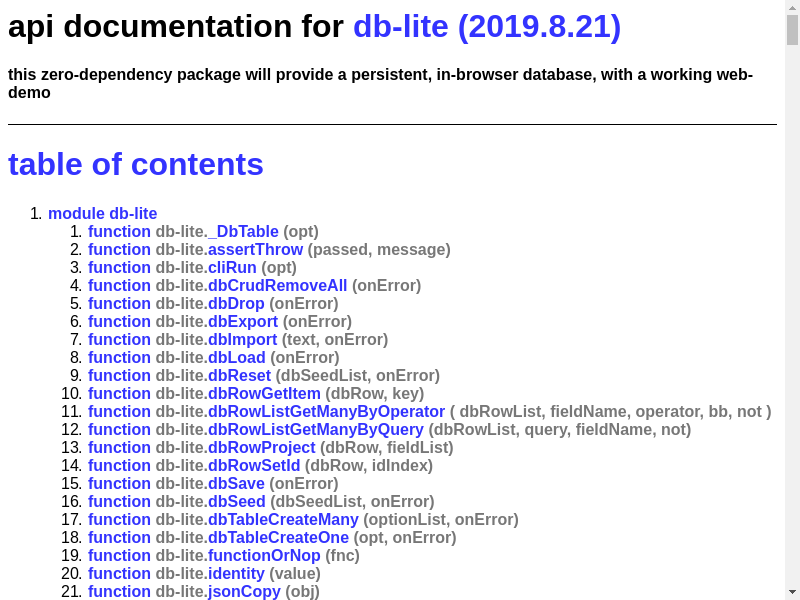 api documentation for db-lite (2019.8.21)
this zero-dependency package will provide a persistent, in-browser database, with a working web-
demo
table of contents
1. module db-lite
1. function db-lite._DbTable (opt)
2. function db-lite.assertThrow (passed, message)
3. function db-lite.cliRun (opt)
4. function db-lite.dbCrudRemoveAll (onError)
5. function db-lite.dbDrop (onError)
6. function db-lite.dbExport (onError)
7. function db-lite.dbImport (text, onError)
8. function db-lite.dbLoad (onError)
9. function db-lite.dbReset (dbSeedList, onError)
10. function db-lite.dbRowGetItem (dbRow, key)
11. function db-lite.dbRowListGetManyByOperator ( dbRowList, fieldName, operator, bb, not )
12. function db-lite.dbRowListGetManyByQuery (dbRowList, query, fieldName, not)
13. function db-lite.dbRowProject (dbRow, fieldList)
14. function db-lite.dbRowSetId (dbRow, idIndex)
15. function db-lite.dbSave (onError)
16. function db-lite.dbSeed (dbSeedList, onError)
17. function db-lite.dbTableCreateMany (optionList, onError)
18. function db-lite.dbTableCreateOne (opt, onError)
19. function db-lite.functionOrNop (fnc)
20. function db-lite.identity (value)
21. function db-lite.jsonCopy (obj)